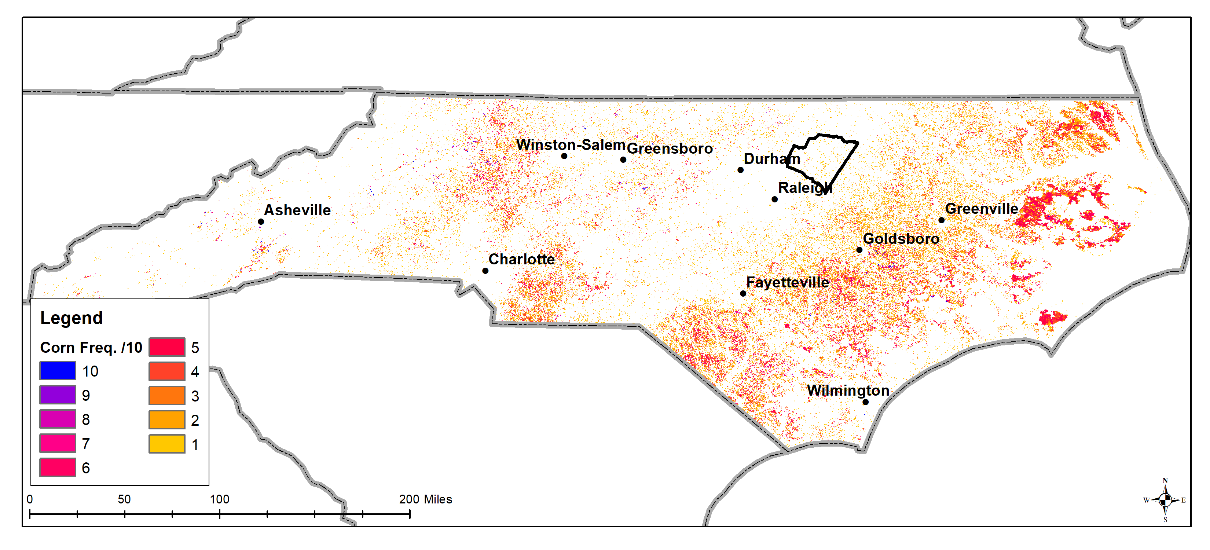 Winston-Salem
Greensboro
Durham
Raleigh
Asheville
Greenville
Goldsboro
Charlotte
Fayetteville
Wilmington
Legend
Corn Freq. /10
10
9
8
7
6
5
4
3
2
1
0 50 100 200 Miles
N
W E
S